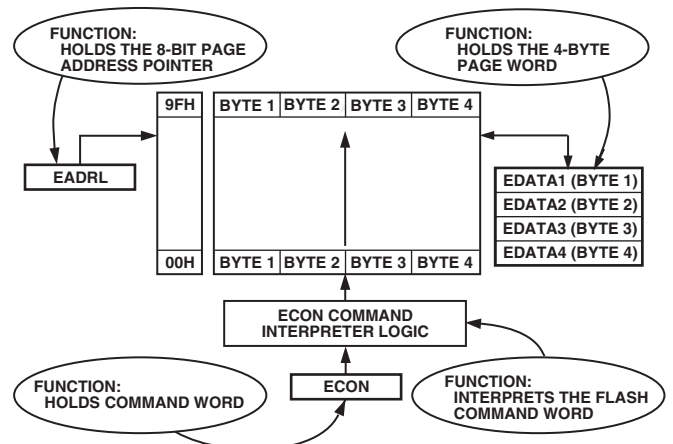 FUNCTION:
HOLDS THE 8-BIT PAGE
ADDRESS POINTER
FUNCTION:
HOLDS THE 4-BYTE
PAGE WORD
9FH
BYTE 1 BYTE 2 BYTE 3 BYTE 4
EADRL
EDATA1 (BYTE 1)
EDATA2 (BYTE 2)
EDATA3 (BYTE 3)
EDATA4 (BYTE 4)
00H
BYTE 1 BYTE 2 BYTE 3 BYTE 4
ECON COMMAND
INTERPRETER LOGIC
FUNCTION:
HOLDS COMMAND WORD
ECON
FUNCTION:
INTERPRETS THE FLASH
COMMAND WORD